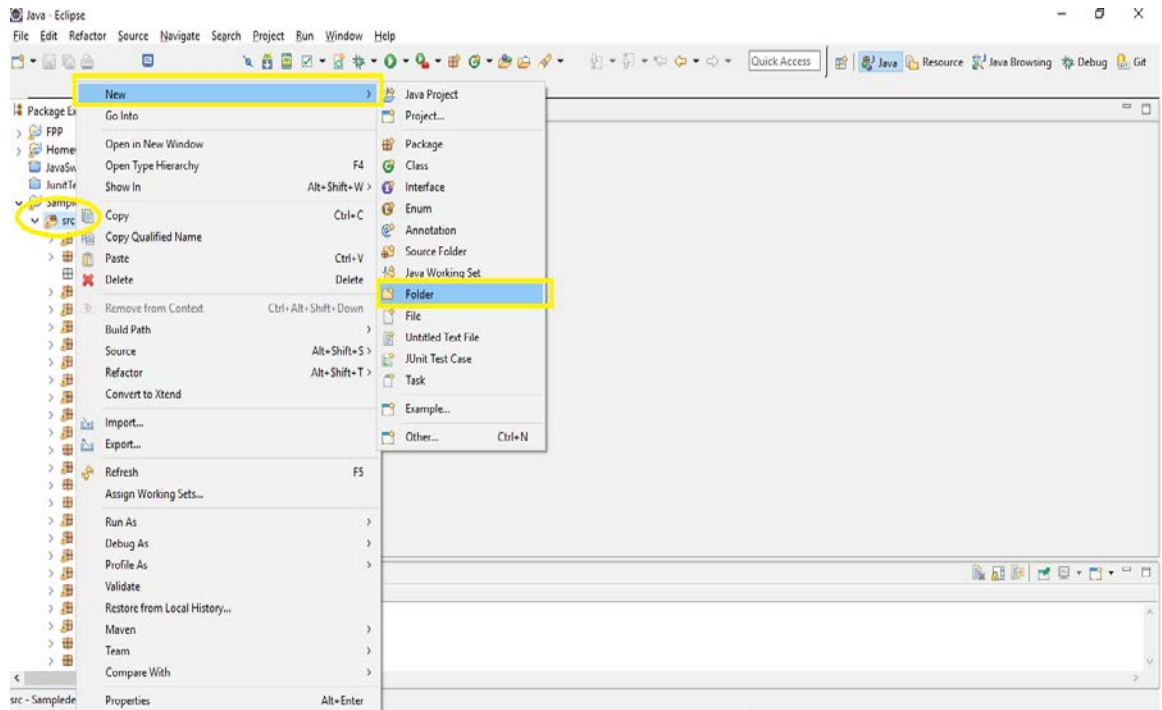 Java - Eclipse
File Edit Refactor Source Navigate Search Project Run Window Help
Quick Access Java Resource Java Browsing Debug Git
Package Ex
FPP
Home
JavaSw
JunitTe
Sample
src
New
Go Into
Open in New Window
Open Type Hierarchy F4
Show In Alt+Shift+W
Copy Ctrl+C
Copy Qualified Name
Paste Ctrl+V
Delete Delete
Remove from Context Ctrl+Alt+Shift+Down
Build Path
Source Alt+Shift+S
Refactor Alt+Shift+T
Convert to Xtend
Import...
Export...
Refresh F5
Assign Working Sets...
Run As
Debug As
Profile As
Validate
Restore from Local History...
Maven
Team
Compare With
Properties Alt+Enter
Java Project
Project...
Package
Class
Interface
Enum
Annotation
Source Folder
Java Working Set
Folder
File
Untitled Text File
JUnit Test Case
Task
Example...
Other... Ctrl+N
src - Samplede